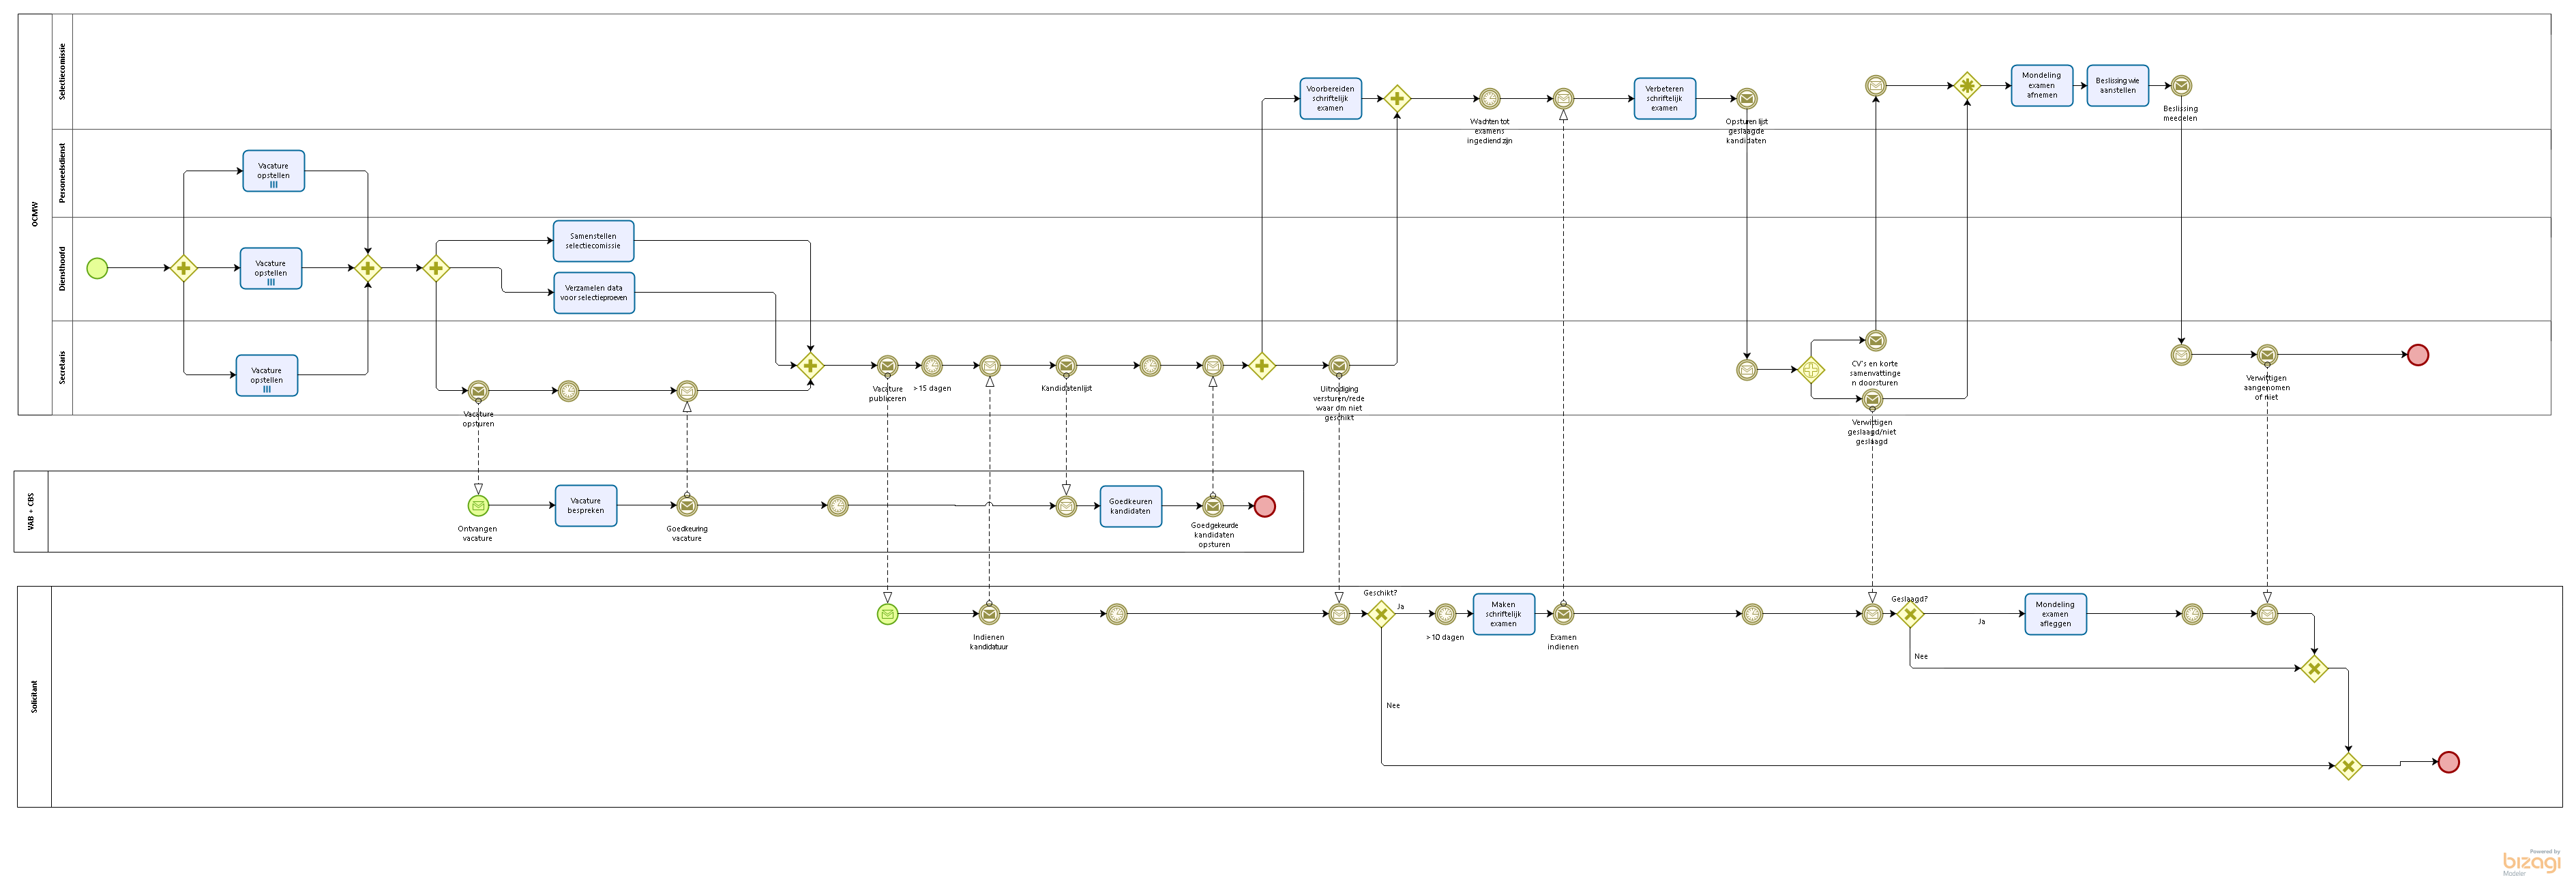 OCMW
Selectiecomissie
Voorbereiden
schriftelijk
examen
Wachten tot
examens
ingediend zijn
Verbeteren
schriftelijk
examen
Opsturen lijst
geslaagde
kandidaten
Mondeling
examen
afnemen
Beslissing wie
aanstellen
Beslissing
meedelen
Personeelsdienst
Vacature
opstellen
Diensthoofd
Vacature
opstellen
Samenstellen
selectiecomissie
Verzamelen data
voor selectieproeven
Secretaris
Vacature
opstellen
Vacature
opsturen
Vacature
publiceren
>15 dagen
Kandidatenlijst
Uitnodiging
versturen/rede
waar om niet
geschikt
CV's en korte
samenvattinge
n doorsturen
Verwittigen
geslaagd/niet
geslaagd
Verwittigen
aangenomen
of niet
VAB + CBS
Ontvangen
vacature
Vacature
bespreken
Goedkeuring
vacature
Goedkeuren
kandidaten
Goedgekeurde
kandidaten
opsturen
Solicitant
Indienen
kandidatuur
Geschikt?
Ja
Nee
>10 dagen
Maken
schriftelijk
examen
Examen
indienen
Geslaagd?
Ja
Nee
Mondeling
examen
afleggen
Powered by
bizagi
Modeler